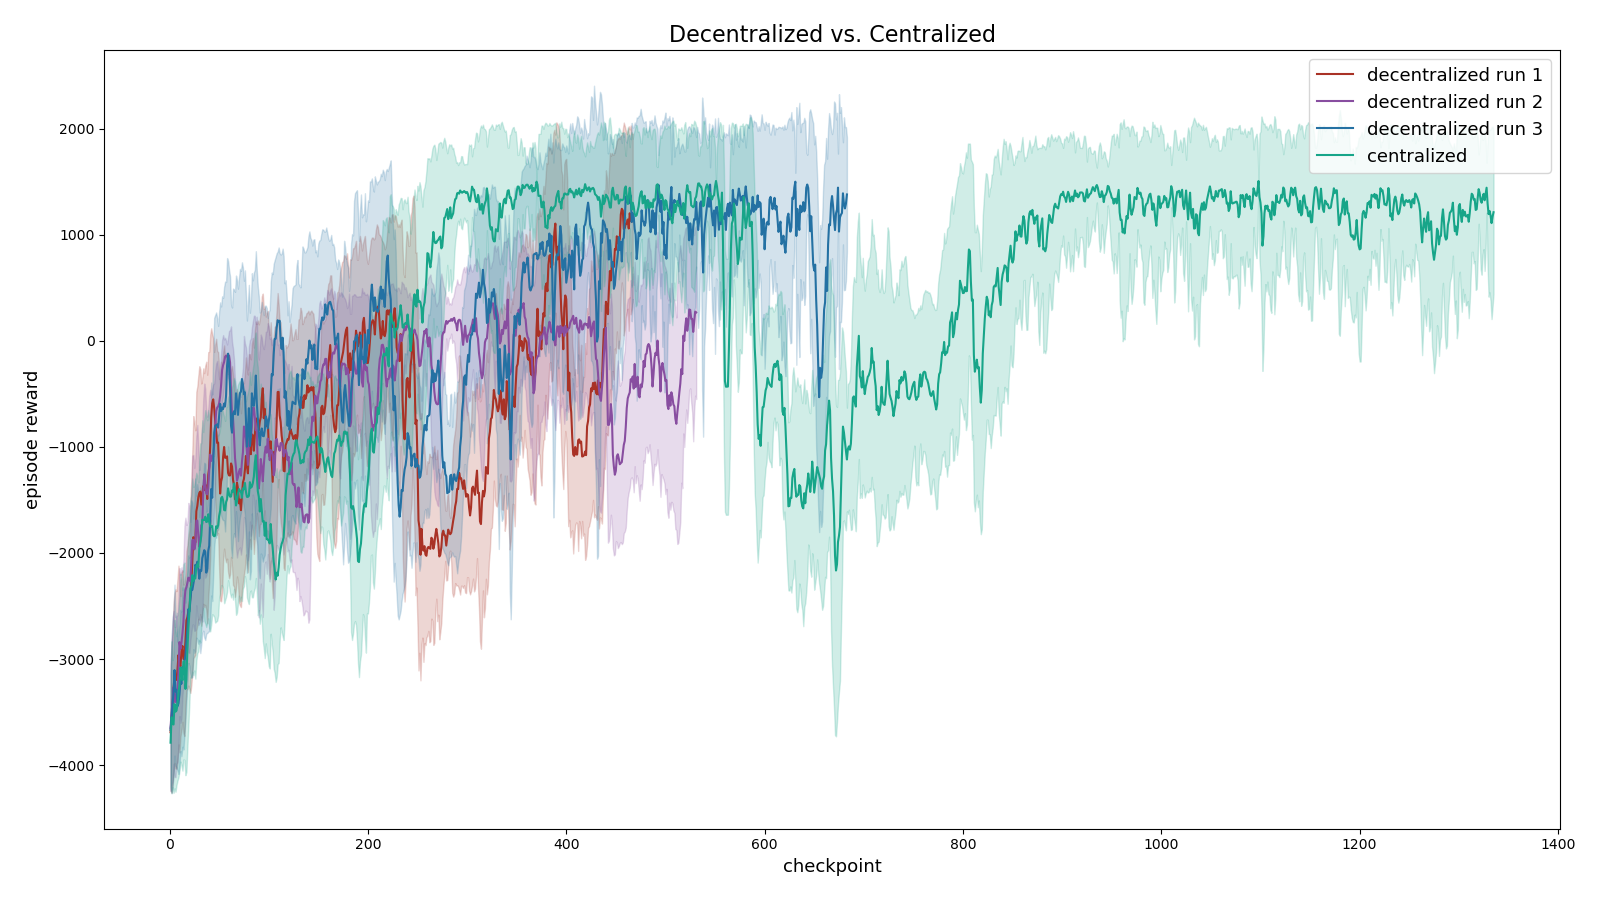 Decentralized vs. Centralized
decentralized run 1
decentralized run 2
decentralized run 3
centralized
episode reward
2000
1000
0
−1000
−2000
−3000
−4000
0 200 400 600 800 1000 1200 1400
checkpoint